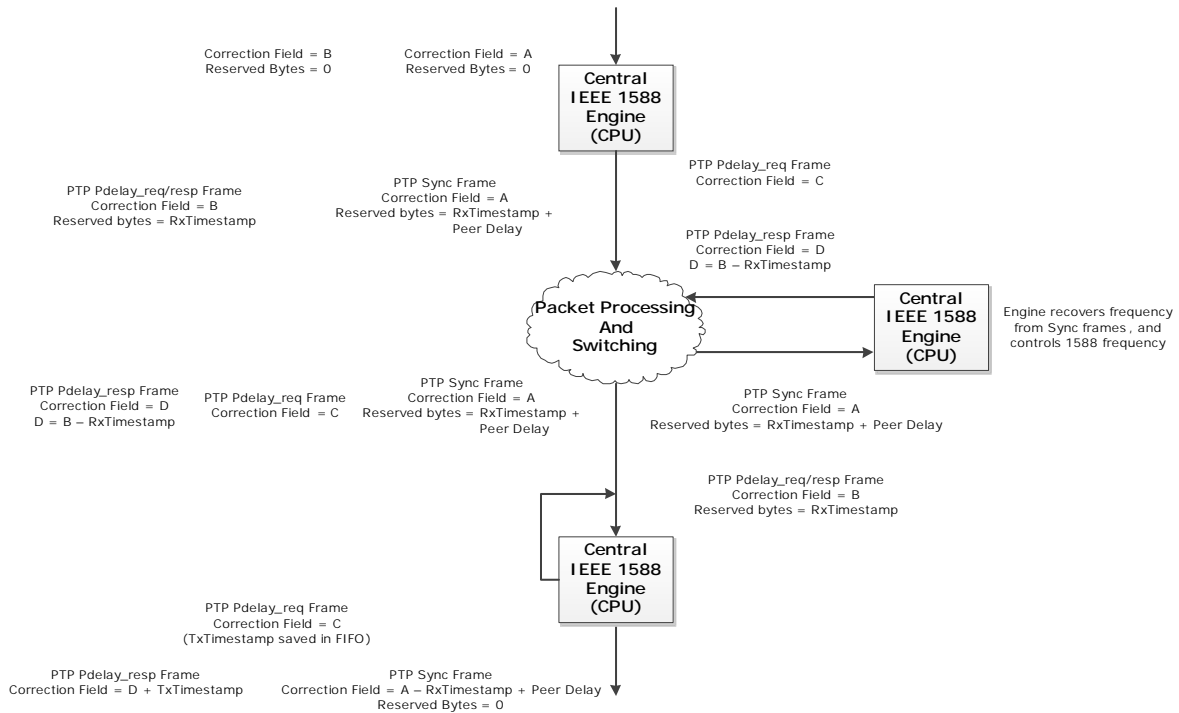 Correction Field = B
Reserved Bytes = 0
Correction Field = A
Reserved Bytes = 0
Central
IEEE 1588
Engine
(CPU)
PTP Pdelay_req/resp Frame
Correction Field = B
Reserved bytes = RxTimestamp
PTP Sync Frame
Correction Field = A
Reserved bytes = RxTimestamp +
Peer Delay
PTP Pdelay_req Frame
Correction Field = C
PTP Pdelay_resp Frame
Correction Field = D
D = B – RxTimestamp
Packet Processing
And
Switching
Central
IEEE 1588
Engine
(CPU)
Engine recovers frequency
from Sync frames, and
controls 1588 frequency
PTP Pdelay_resp Frame
Correction Field = D
D = B – RxTimestamp
PTP Pdelay_req Frame
Correction Field = C
PTP Sync Frame
Correction Field = A
Reserved bytes = RxTimestamp +
Peer Delay
PTP Sync Frame
Correction Field = A
Reserved bytes = RxTimestamp + Peer Delay
PTP Pdelay_req/resp Frame
Correction Field = B
Reserved bytes = RxTimestamp
Central
IEEE 1588
Engine
(CPU)
PTP Pdelay_req Frame
Correction Field = C
(TxTimestamp saved in FIFO)
PTP Pdelay_resp Frame
Correction Field = D + TxTimestamp
PTP Sync Frame
Correction Field = A – RxTimestamp + Peer Delay
Reserved Bytes = 0